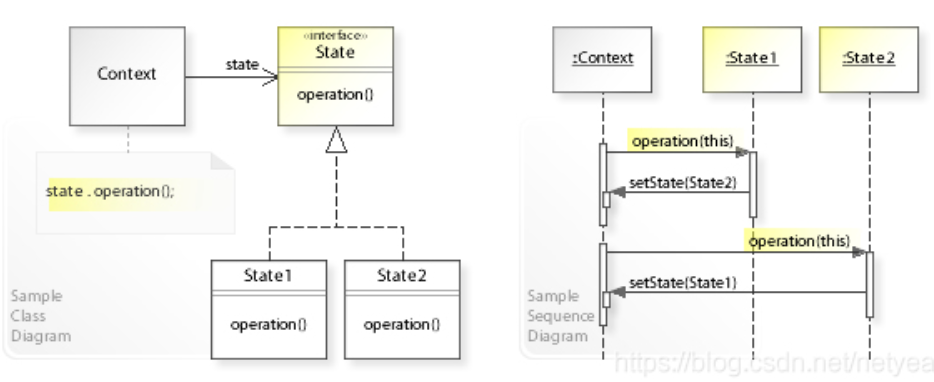 Context
state
«interface»
State
operation()
state . operation();
State1
operation()
State2
operation()
Sample
Class
Diagram
:Context
:State1
:State2
operation(this)
setState(State2)
operation(this)
setState(State1)
Sample
Sequence
Diagram
https://blog.csdn.net/netyea